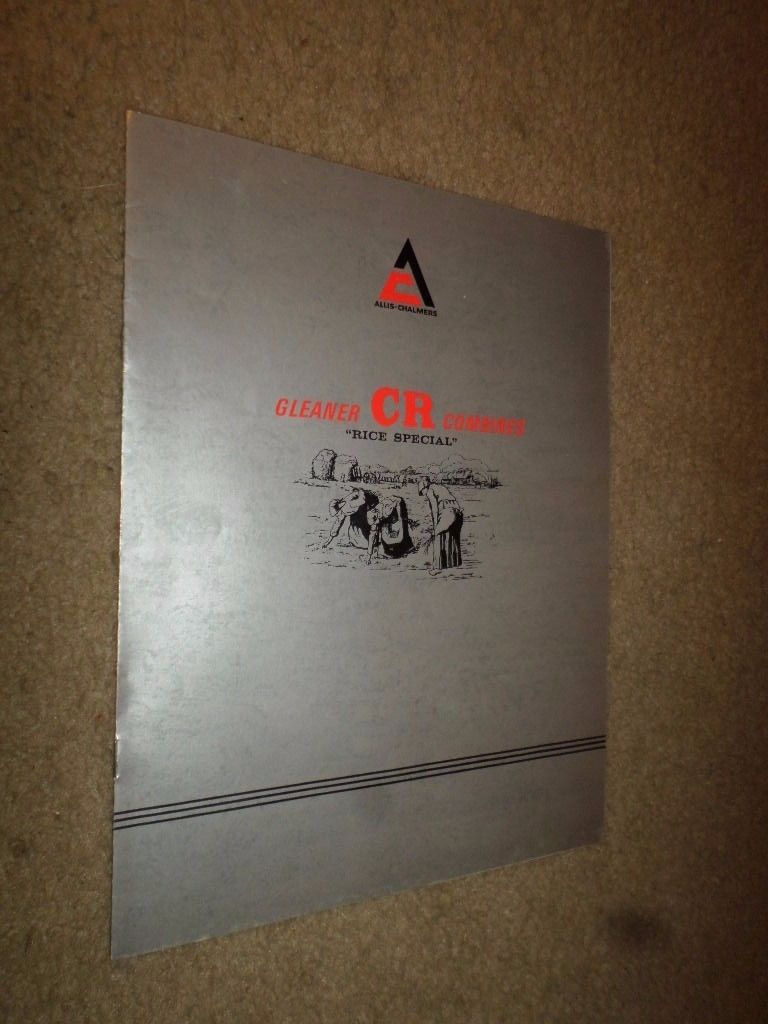 ALLIS-CHALMERS
GLEANER CR COMBINES
"RICE SPECIAL"